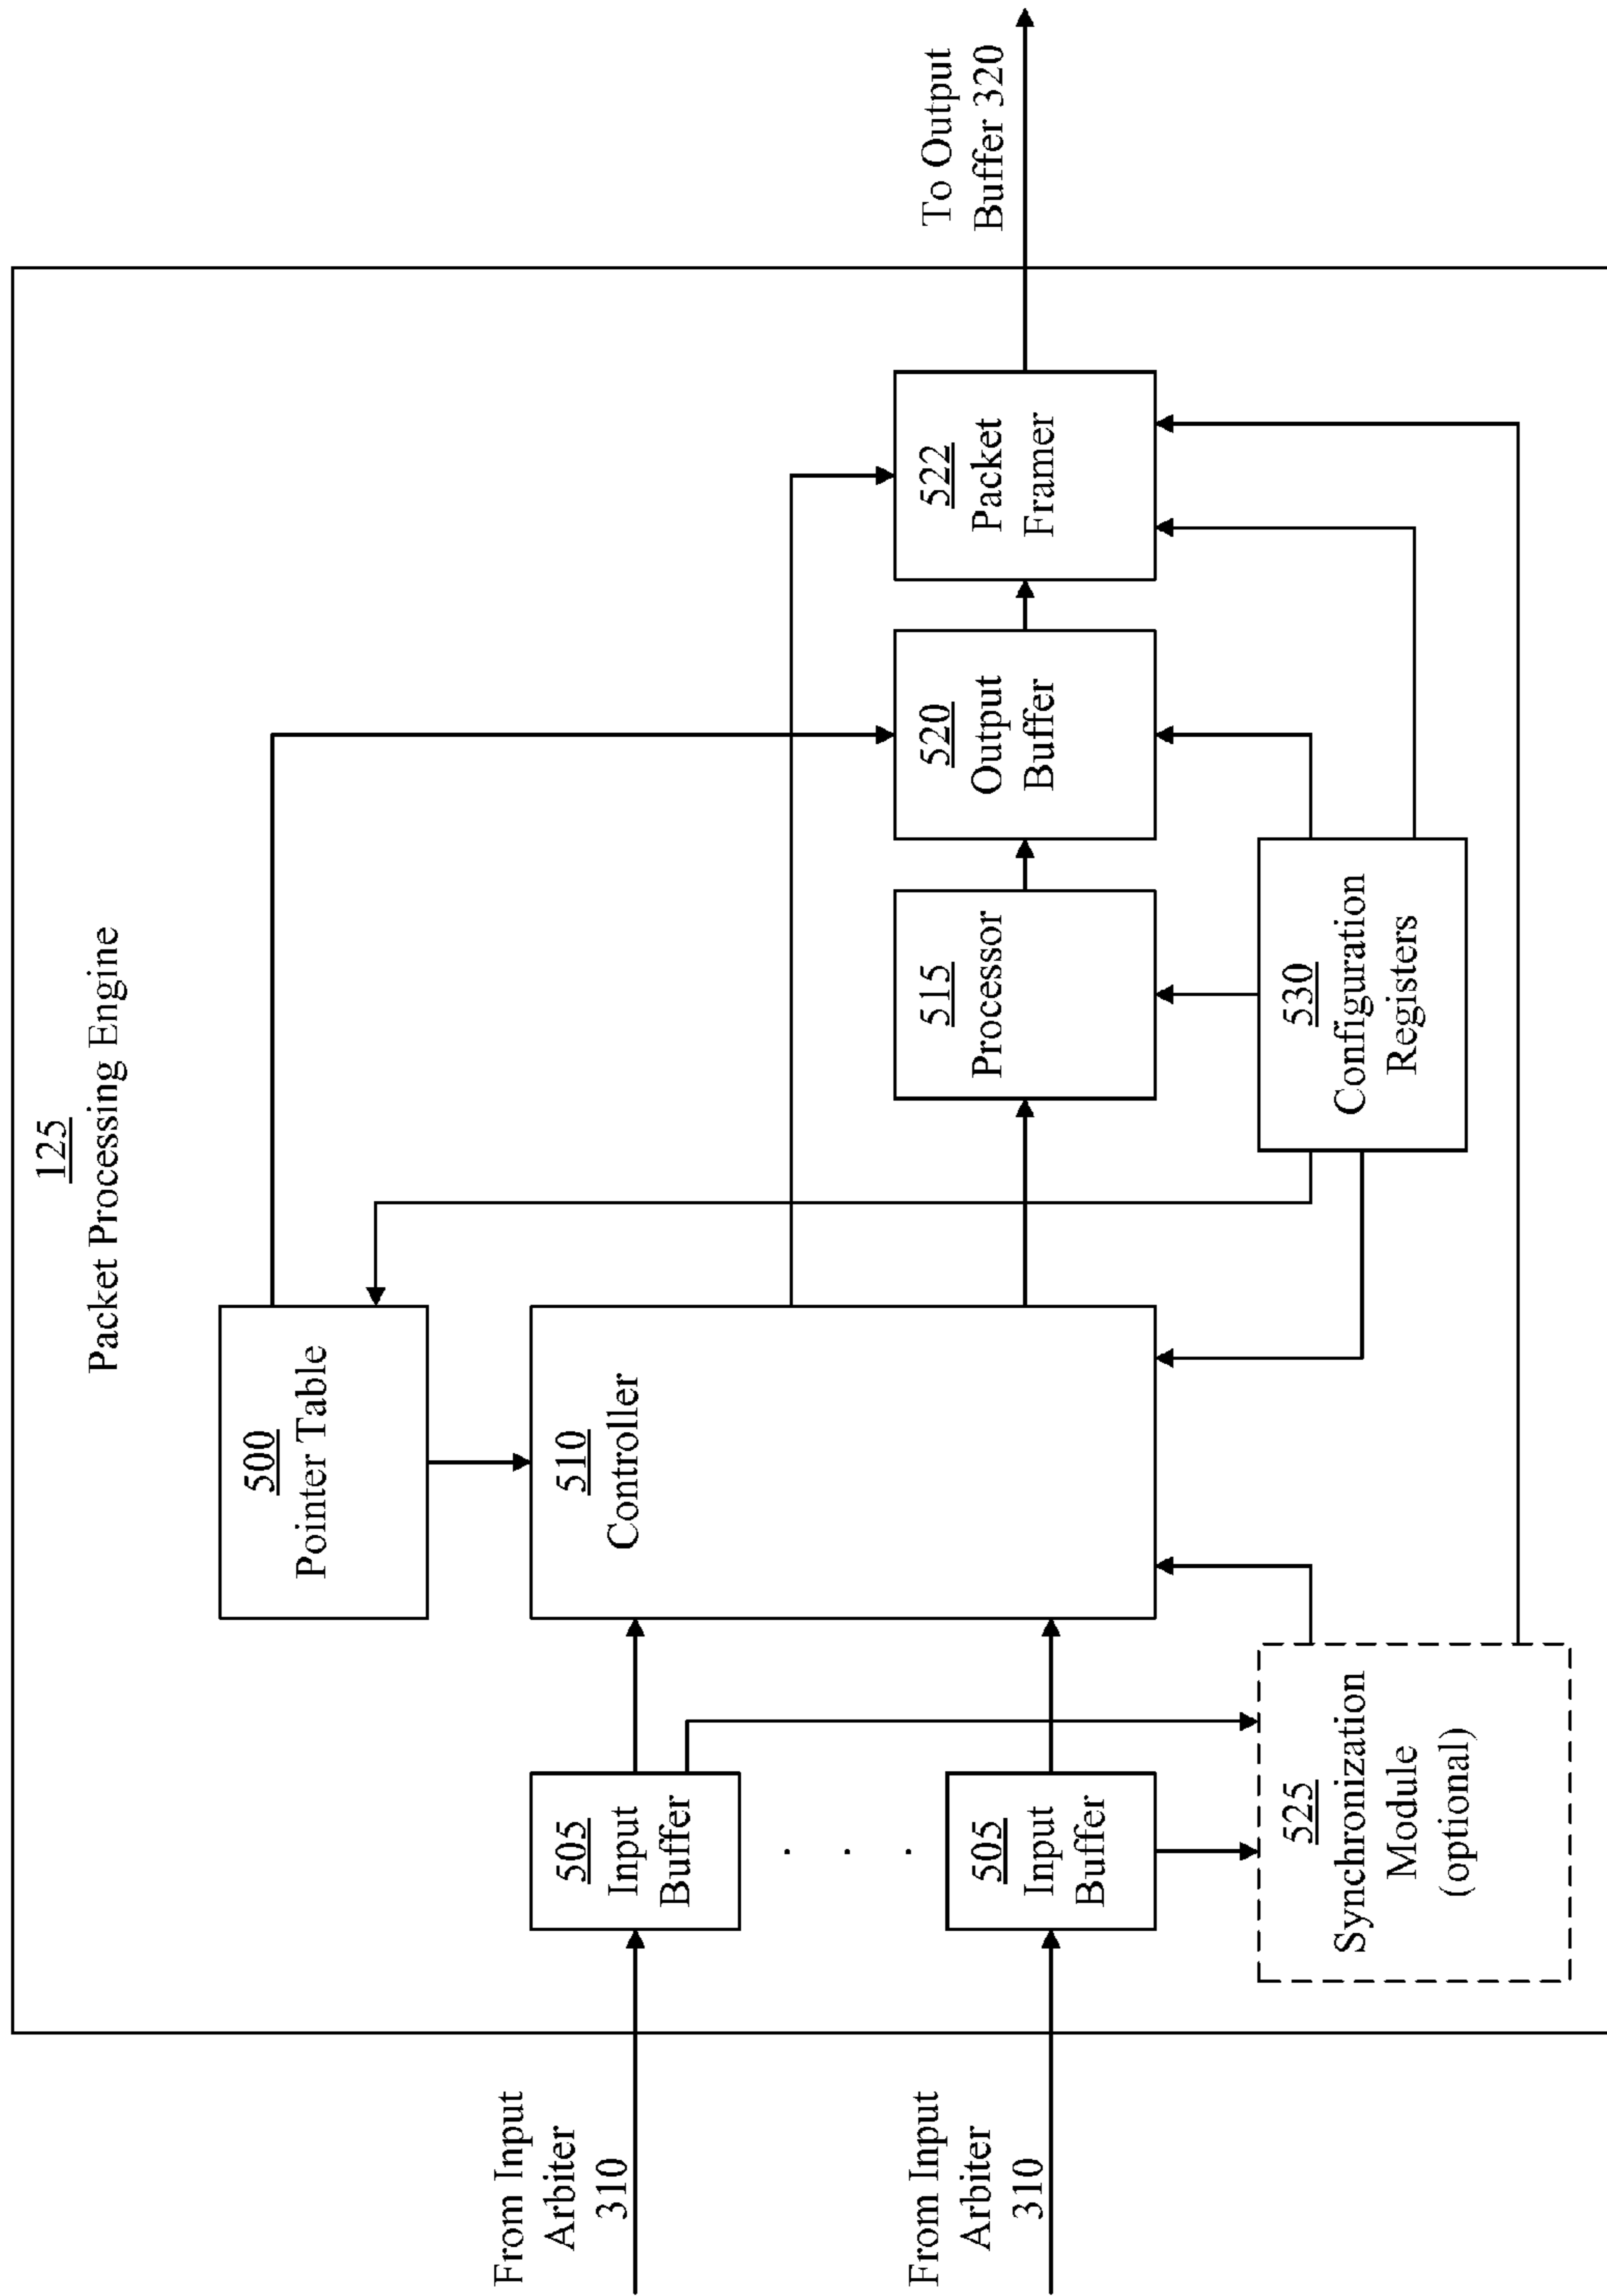 125
Packet Processing Engine
500
Pointer Table
From Input
Arbiter
310
505
Input
Buffer
510
Controller
. . .
From Input
Arbiter
310
505
Input
Buffer
515
Processor
520
Output
Buffer
522
Packet
Framer
To Output
Buffer 320
525
Synchronization
Module
(optional)
530
Configuration
Registers